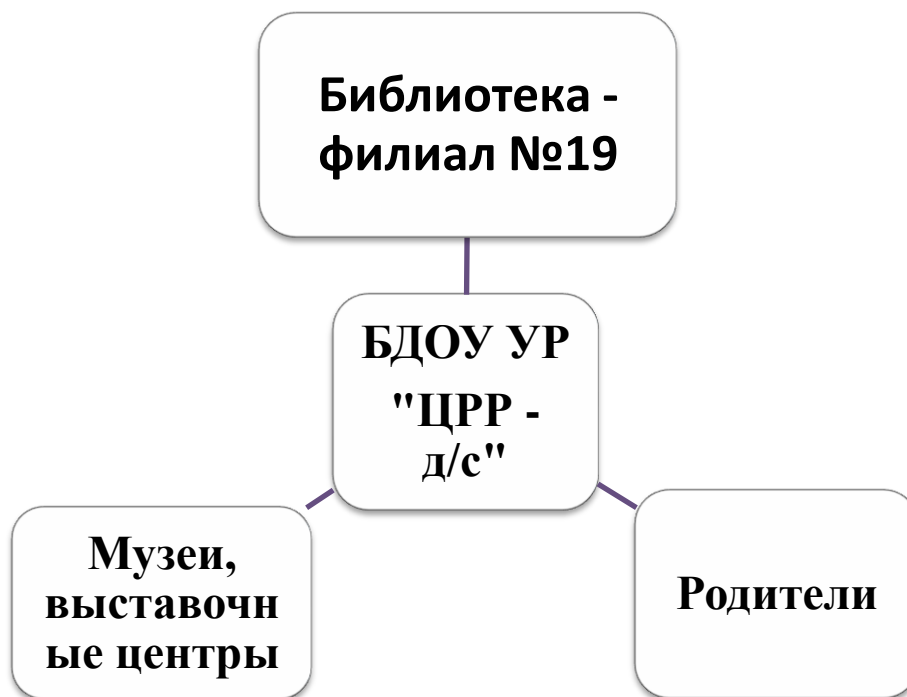 Библиотека -
филиал №19
БДОУ УР
"ЦРР -
д/с"
Музеи,
выставочн
ые центры
Родители